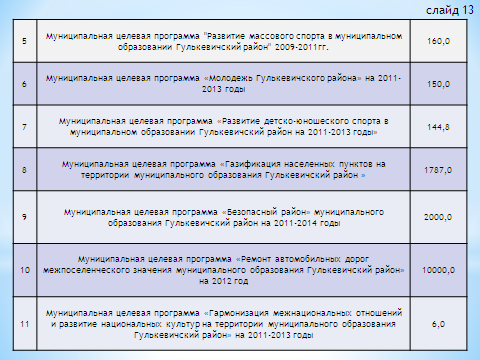 слайд 13
5
Муниципальная целевая программа "Развитие массового спорта в муниципальном
образовании Гулькевичский район" 2009-2011гг.
160,0
6
Муниципальная целевая программа «Молодежь Гулькевичского района» на 2011-
2013 годы
150,0
7
Муниципальная целевая программа «Развитие детско-юношеского спорта в
муниципальном образовании Гулькевичский район на 2011-2013 годы»
144,8
8
Муниципальная целевая программа «Газификация населенных пунктов на
территории муниципального образования Гулькевичский район »
1787,0
9
Муниципальная целевая программа «Безопасный район» муниципального
образования Гулькевичский район на 2011-2014 годы
2000,0
10
Муниципальная целевая программа «Ремонт автомобильных дорог
межпоселенческого значения муниципального образования Гулькевичский район»
на 2012 год
10000,0
11
Муниципальная целевая программа «Гармонизация межнациональных отношений
и развитие национальных культур на территории муниципального образования
Гулькевичский район» на 2011-2013 годы
6,0